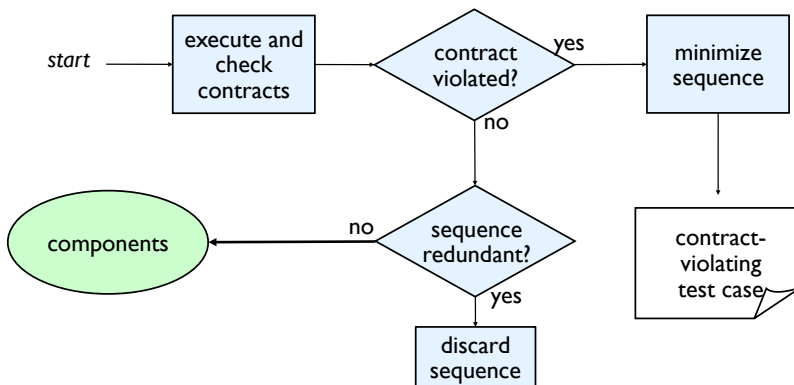 start
execute and
check
contracts
contract
violated?
yes
minimize
sequence
no
components
no
sequence
redundant?
contract-
violating
test case
yes
discard
sequence